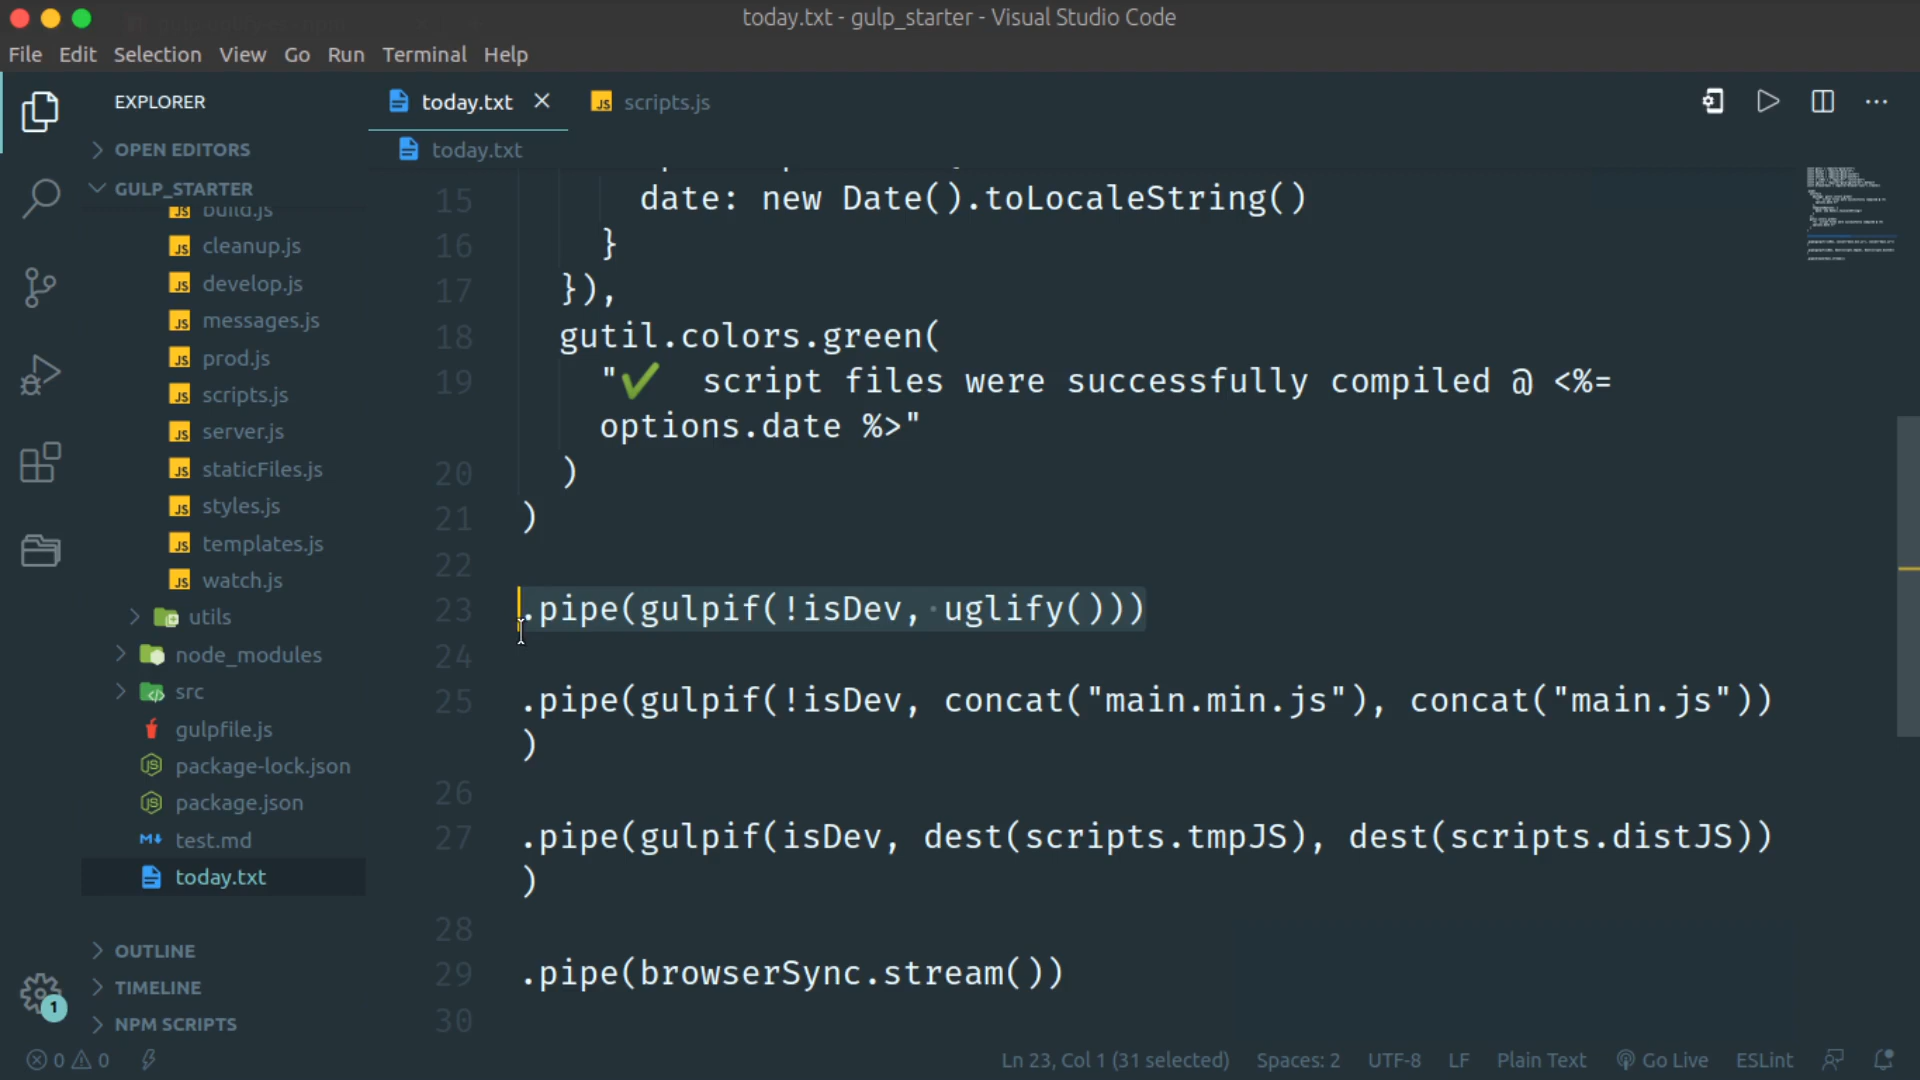 today.txt - gulp_starter - Visual Studio Code
File Edit Selection View Go Run Terminal Help
EXPLORER
OPEN EDITORS
GULP_STARTER
build.js
cleanup.js
develop.js
messages.js
prod.js
scripts.js
server.js
staticFiles.js
styles.js
templates.js
watch.js
utils
node_modules
src
gulpfile.js
package-lock.json
package.json
test.md
today.txt
OUTLINE
TIMELINE
NPM SCRIPTS
today.txt
scripts.js
today.txt
15 date: new Date().toLocaleString()
16 }
17 }),
18 gutil.colors.green(
19 "✔ script files were successfully compiled @ <%=
options.date %>"
20 )
21 )
22
23 .pipe(gulpif(!isDev, uglify()))
24
25 .pipe(gulpif(!isDev, concat("main.min.js"), concat("main.js"))
)
26
27 .pipe(gulpif(isDev, dest(scripts.tmpJS), dest(scripts.distJS))
)
28
29 .pipe(browserSync.stream())
30
1
0 0 Ln 23, Col 1 (31 selected) Spaces: 2 UTF-8 LF Plain Text Go Live ESLint